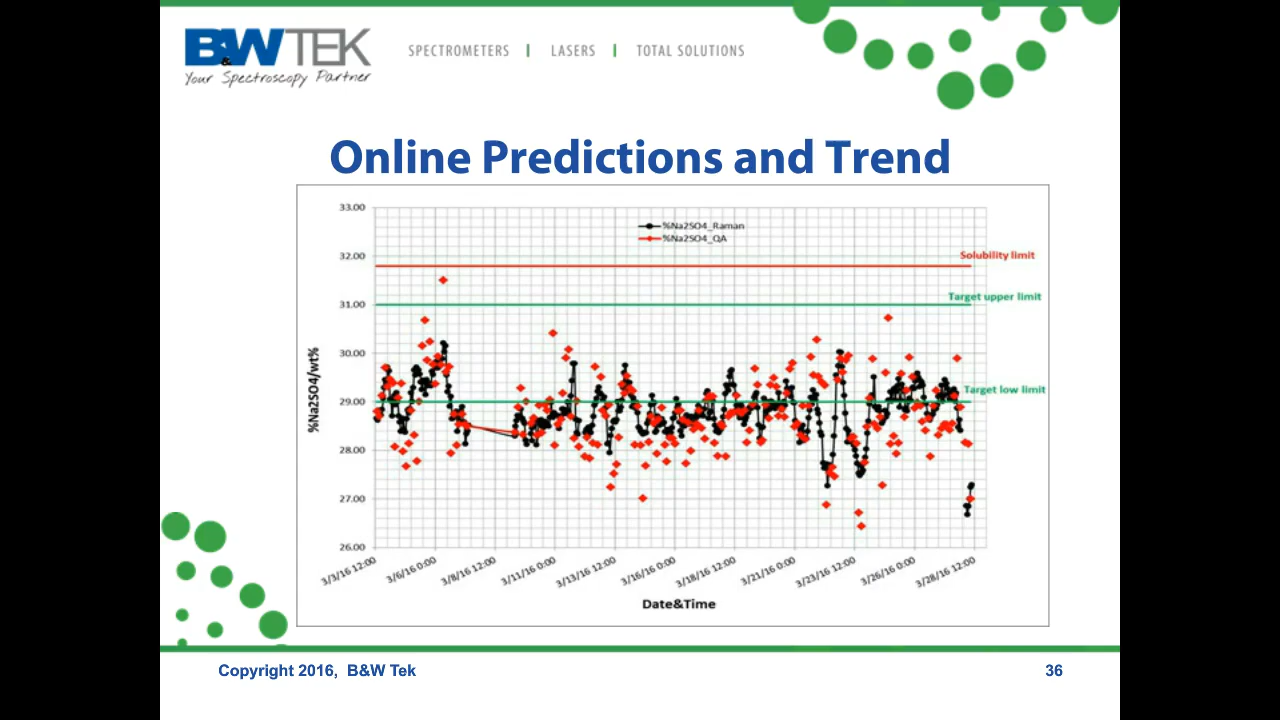 B&W TEK
Your Spectroscopy Partner
SPECTROMETERS | LASERS | TOTAL SOLUTIONS
Online Predictions and Trend
33.00
32.00
31.00
30.00
29.00
28.00
27.00
26.00
%Na2SO4/wt%
%Na2SO4_Raman
%Na2SO4_QA
Solubility limit
Target upper limit
Target low limit
3/3/16 12:00
3/6/16 0:00
3/8/16 12:00
3/11/16 0:00
3/13/16 12:00
3/16/16 0:00
3/18/16 12:00
3/21/16 0:00
3/23/16 12:00
3/26/16 0:00
3/28/16 12:00
Date&Time
Copyright 2016, B&W Tek
36